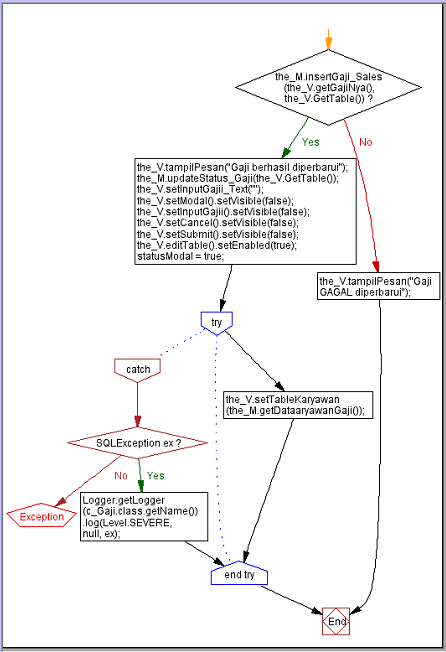 the_M.insertGaji_Sales
(the_V.getGajiNya(),
the_V.GetTable()) ?
Yes
No
the_V.tampilPesan("Gaji berhasil diperbarui");
the_M.updateStatus_Gaji(the_V.GetTable());
the_V.setInputGajii_Text("");
the_V.setModal().setVisible(false);
the_V.setInputGajii().setVisible(false);
the_V.setCancel().setVisible(false);
the_V.setSubmit().setVisible(false);
the_V.editTable().setEnabled(true);
statusModal = true;
the_V.tampilPesan("Gaji
GAGAL diperbarui");
try
catch
the_V.setTableKaryawan
(the_M.getDataaryawanGaji());
SQLException ex ?
No
Yes
Exception
Logger.getLogger
(c_Gaji.class.getName())
.log(Level.SEVERE,
null, ex);
end try
End